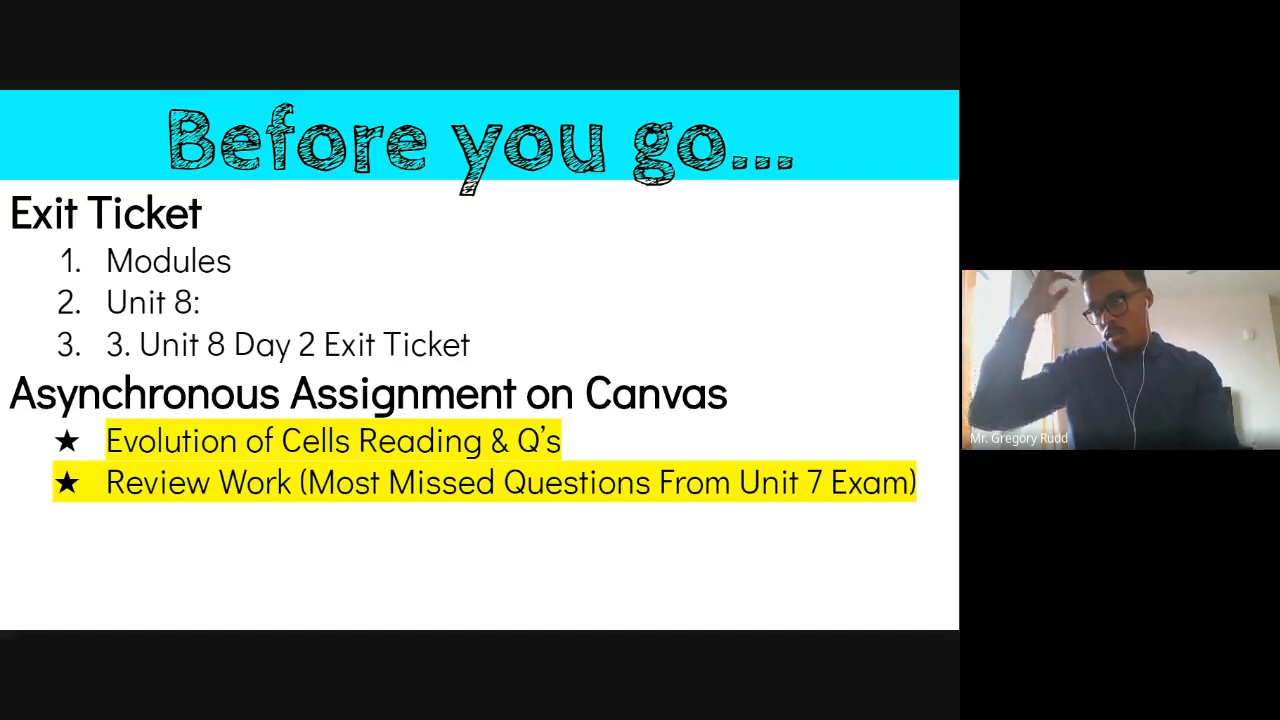 Before you go...
Exit Ticket
1. Modules
2. Unit 8:
3. 3. Unit 8 Day 2 Exit Ticket
Asynchronous Assignment on Canvas
★ Evolution of Cells Reading & Q's
★ Review Work (Most Missed Questions From Unit 7 Exam)
Mr. Gregory Rudd